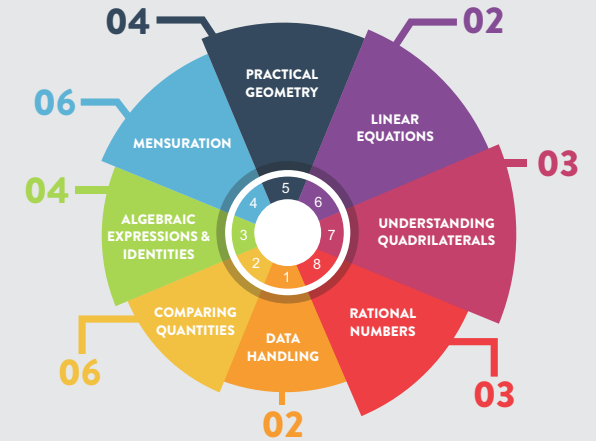 04
02
PRACTICAL
GEOMETRY
LINEAR
EQUATIONS
06
MENSURATION
03
04
ALGEBRAIC
EXPRESSIONS &
IDENTITIES
UNDERSTANDING
QUADRILATERALS
5
4
6
3
7
2
8
1
COMPARING
QUANTITIES
RATIONAL
NUMBERS
DATA
HANDLING
06
03
02